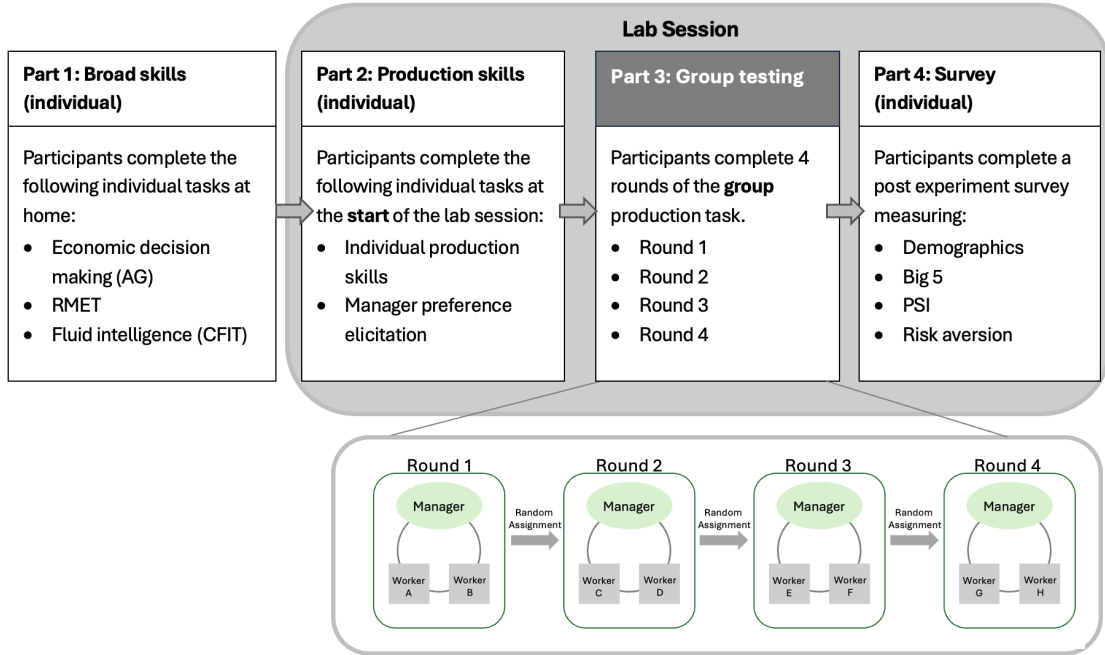 Lab Session
Part 1: Broad skills
(individual)
Participants complete the
following individual tasks at
home:
● Economic decision
making (AG)
● RMET
● Fluid intelligence (CFIT)
Part 2: Production skills
(individual)
Participants complete the
following individual tasks at
the start of the lab session:
● Individual production
skills
● Manager preference
elicitation
Part 3: Group testing
Participants complete 4
rounds of the group
production task.
● Round 1
● Round 2
● Round 3
● Round 4
Part 4: Survey
(individual)
Participants complete a
post experiment survey
measuring:
● Demographics
● Big 5
● PSI
● Risk aversion
Round 1
Manager
Worker
A
Worker
B
Random
Assignment
Round 2
Manager
Worker
C
Worker
D
Random
Assignment
Round 3
Manager
Worker
E
Worker
F
Random
Assignment
Round 4
Manager
Worker
G
Worker
H